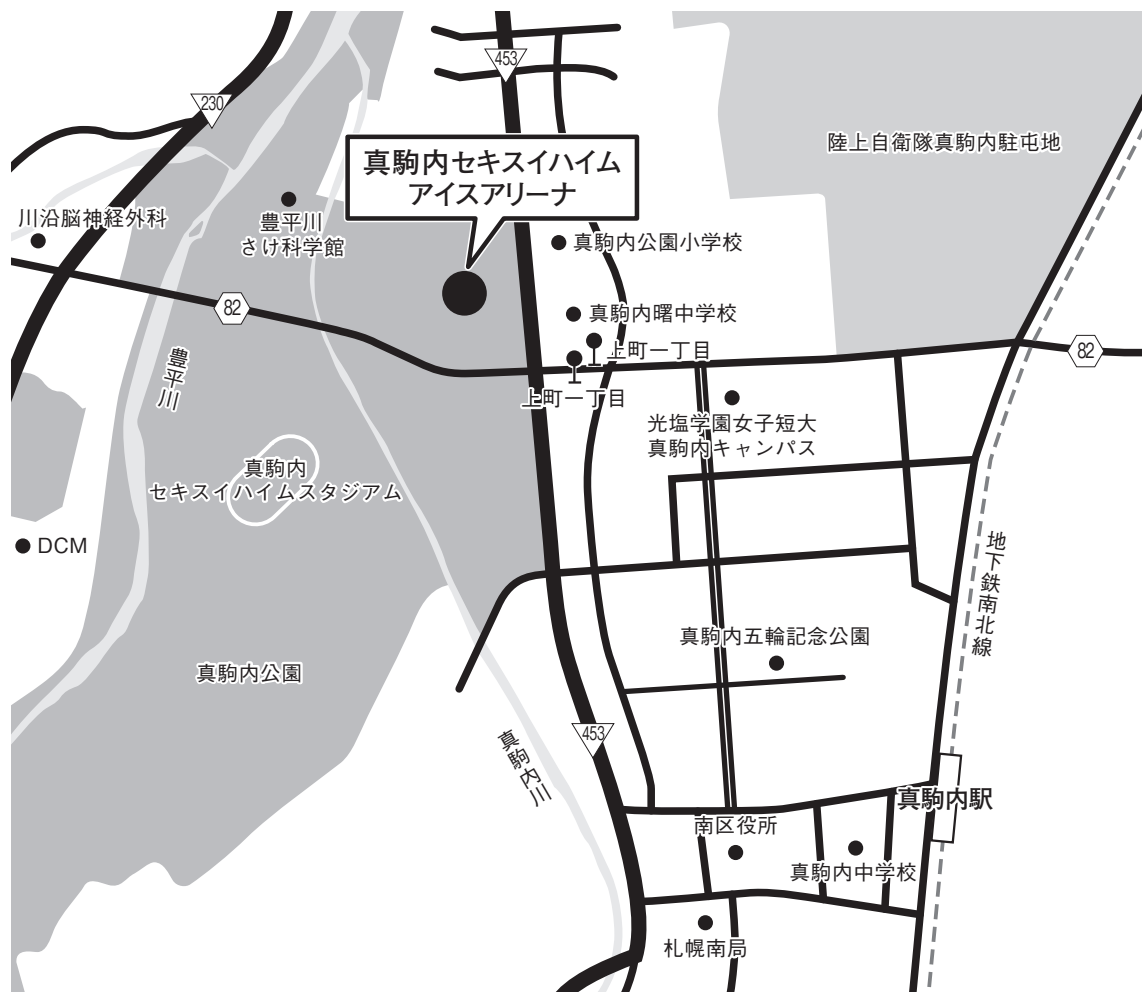 453
230
陸上自衛隊真駒内駐屯地
真駒内セキスイハイム
アイスアリーナ
川沿脳神経外科
豊平川
さけ科学館
真駒内公園小学校
82
真駒内曙中学校
上町一丁目
82
豊平川
上町一丁目
光塩学園女子短大
真駒内キャンパス
真駒内
セキスイハイムスタジアム
DCM
地下鉄南北線
真駒内五輪記念公園
真駒内公園
453
真駒内川
真駒内駅
南区役所
真駒内中学校
札幌南局